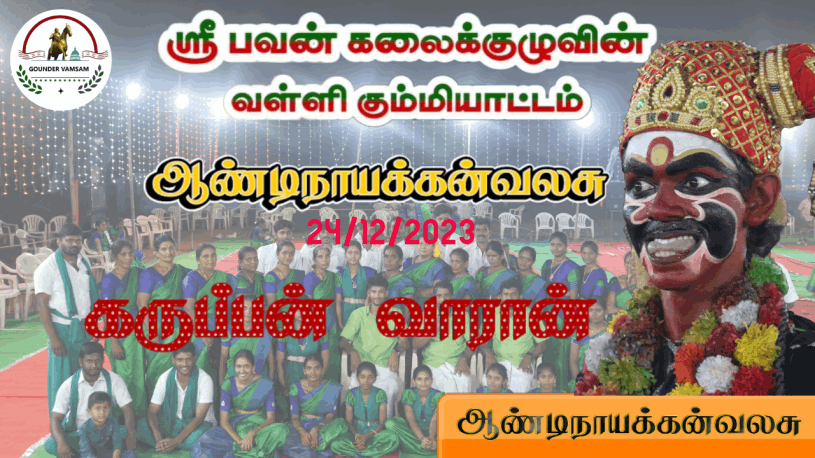 GOUNDER VAMSAM
ஸ்ரீ பவன் கலைக்குழுவின்
வள்ளி கும்மியாட்டம்
ஆண்டிநாயக்கன்வலசு
24/12/2023
கருப்பன் வாரான்
ஆண்டிநாயக்கன்வலசு